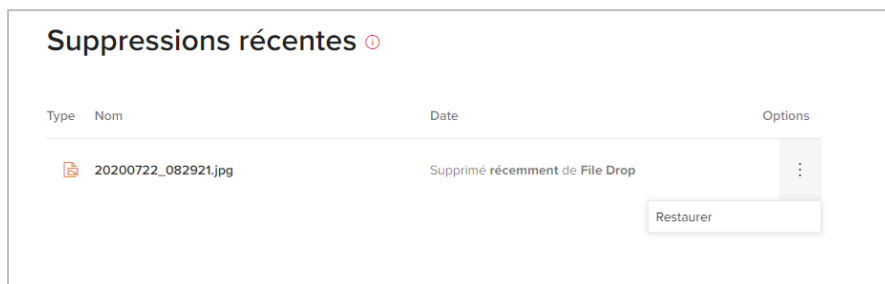 Suppressions récentes
Type Nom Date Options
20200722_082921.jpg Supprimé récemment de File Drop
Restaurer